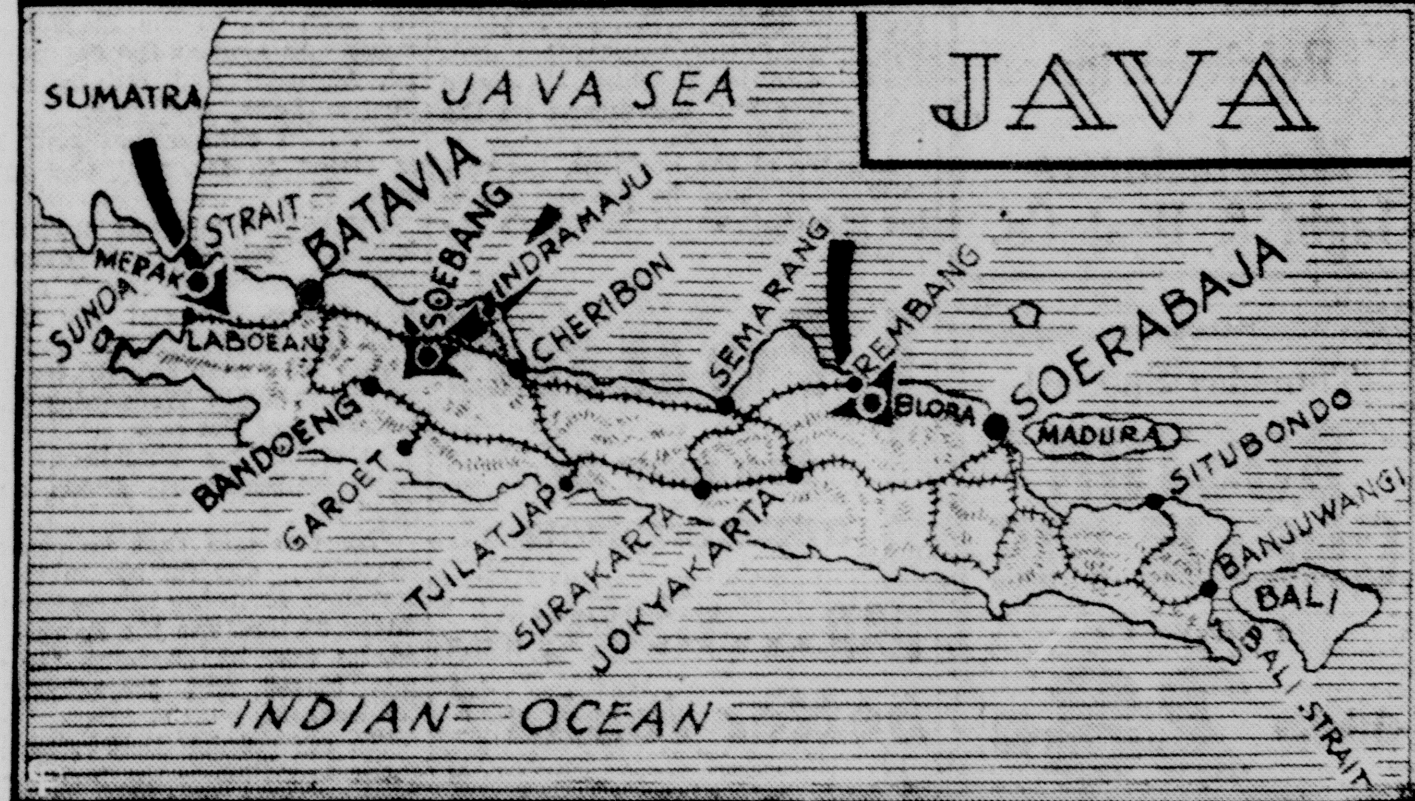 JAVA
JAVA SEA
SUMATRA
STRAIT
SUNDA
MERAK
BATAVIA
SOEBANG
INDRAMAJU
LABOEAN
CHERIBON
SEMARANG
REMBANG
BLORA
SOERABAJA
MADURA
BANDOENG
GAROET
TJILATJAP
SURAKARTA
JOKYAKARTA
SITUBONDO
BANJUWANGI
BALI
BALI STRAIT
INDIAN OCEAN